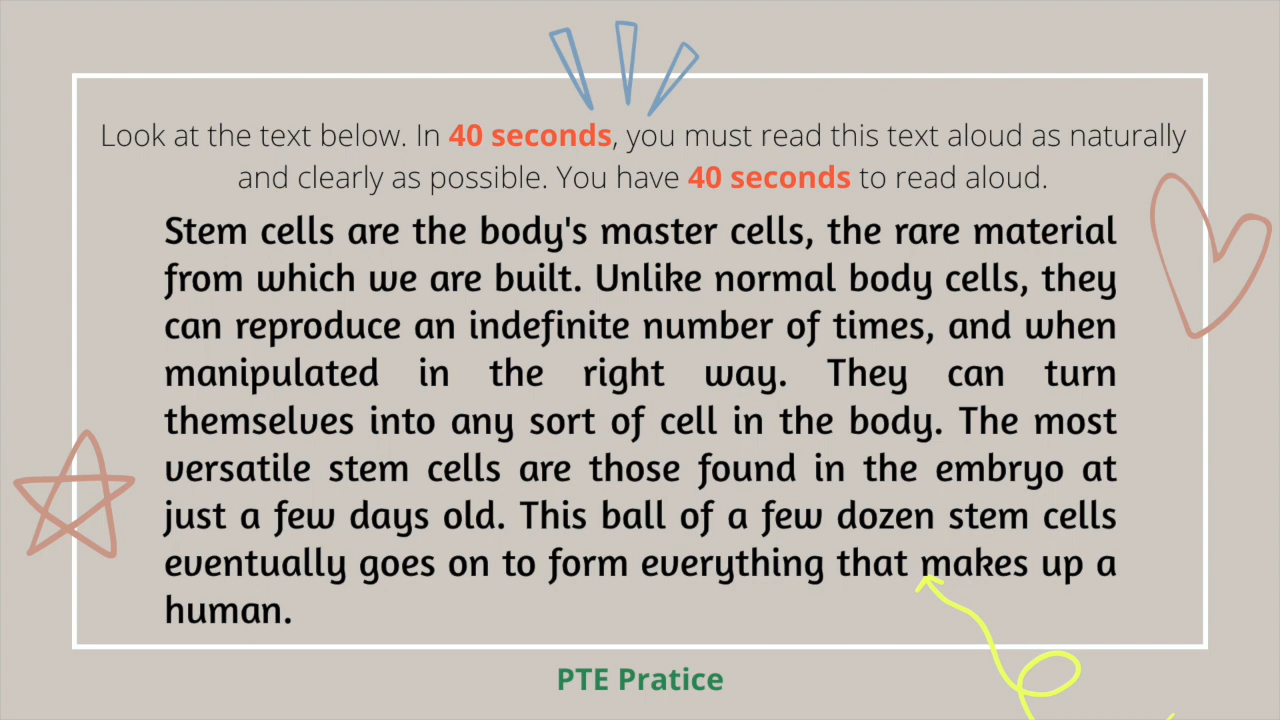 Look at the text below. In 40 seconds, you must read this text aloud as naturally
and clearly as possible. You have 40 seconds to read aloud.
Stem cells are the body's master cells, the rare material
from which we are built. Unlike normal body cells, they
can reproduce an indefinite number of times, and when
manipulated in the right way. They can turn
themselves into any sort of cell in the body. The most
versatile stem cells are those found in the embryo at
just a few days old. This ball of a few dozen stem cells
eventually goes on to form everything that makes up a
human.
PTE Pratice